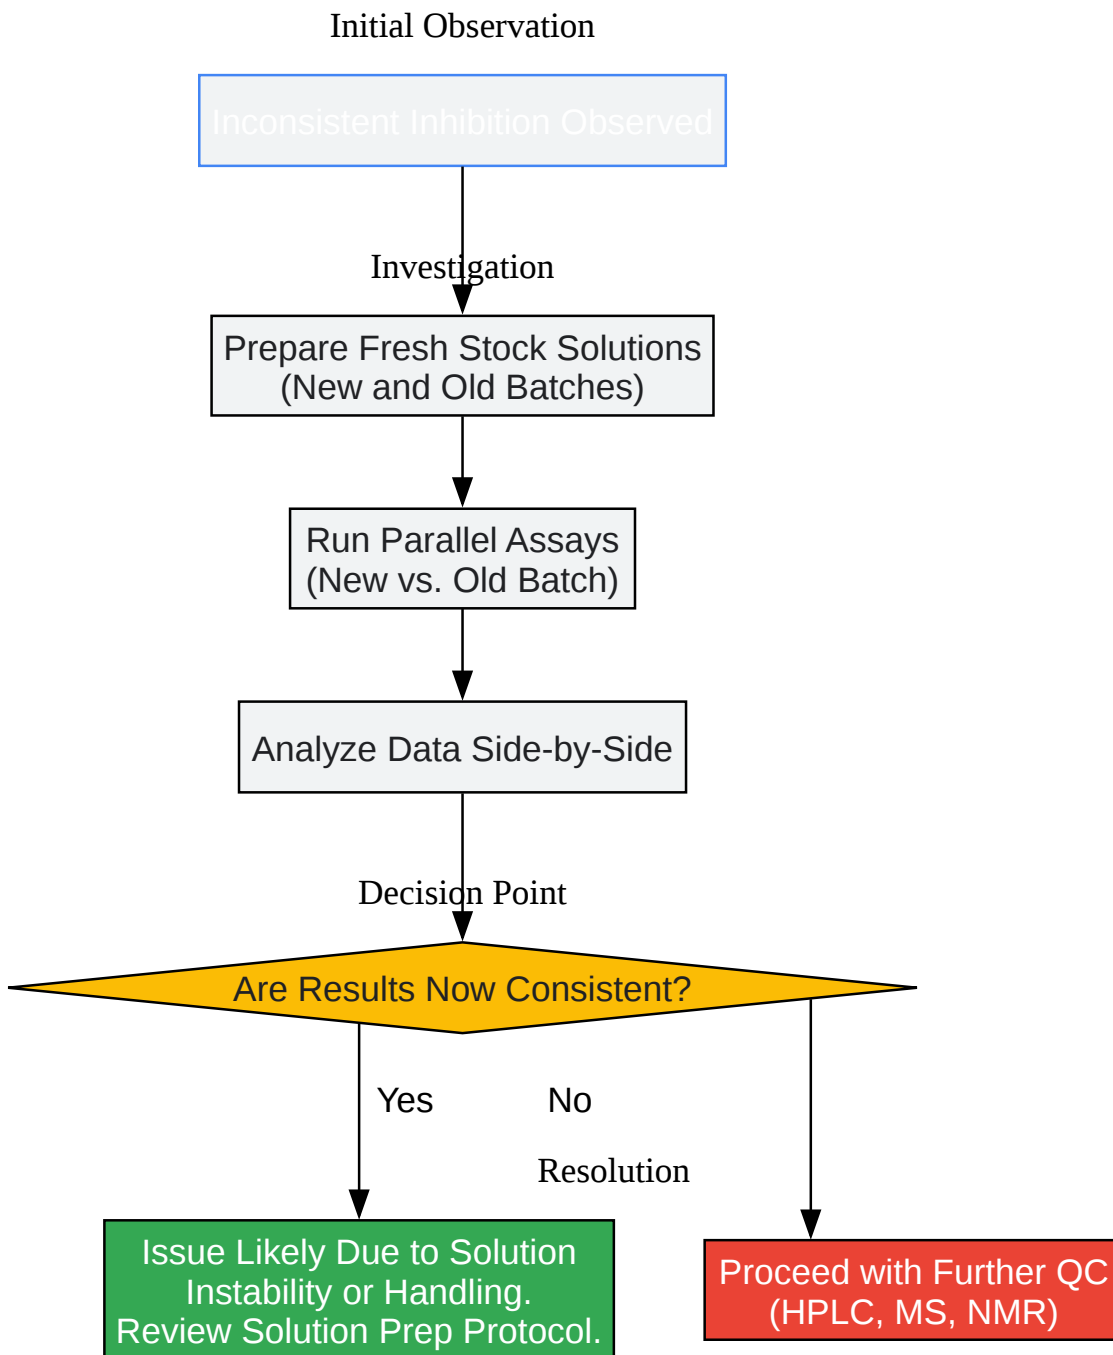 Initial Observation
Inconsistent Inhibition Observed
Investigation
Prepare Fresh Stock Solutions
(New and Old Batches)
Run Parallel Assays
(New vs. Old Batch)
Analyze Data Side-by-Side
Decision Point
Are Results Now Consistent?
Yes
No
Resolution
Issue Likely Due to Solution
Instability or Handling.
Review Solution Prep Protocol.
Proceed with Further QC
(HPLC, MS, NMR)